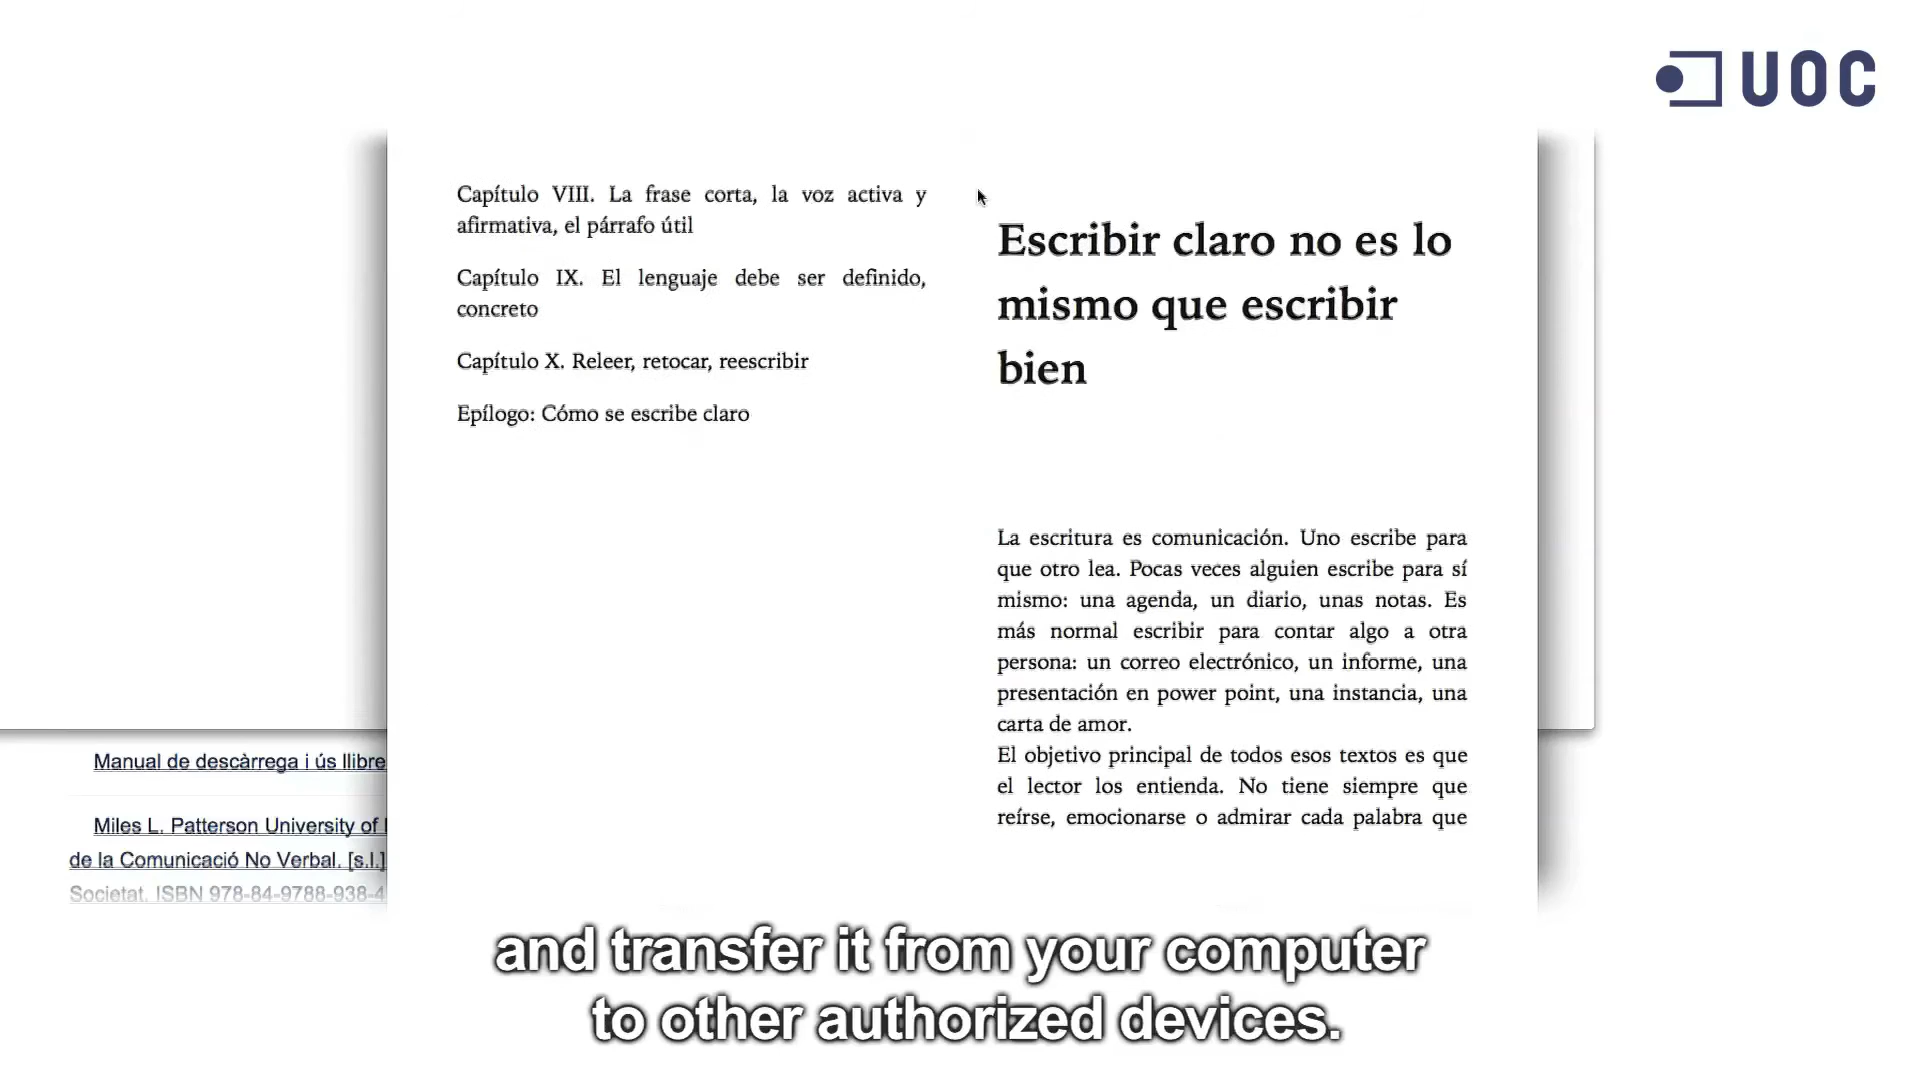 UOC
Capítulo VIII. La frase corta, la voz activa y
afirmativa, el párrafo útil
Capítulo IX. El lenguaje debe ser definido,
concreto
Capítulo X. Releer, retocar, reescribir
Epílogo: Cómo se escribe claro
Escribir claro no es lo
mismo que escribir
bien
La escritura es comunicación. Uno escribe para
que otro lea. Pocas veces alguien escribe para sí
mismo: una agenda, un diario, unas notas. Es
más normal escribir para contar algo a otra
persona: un correo electrónico, un informe, una
presentación en power point, una instancia, una
carta de amor.
El objetivo principal de todos esos textos es que
el lector los entienda. No tiene siempre que
reírse, emocionarse o admirar cada palabra que
Manual de descàrrega i ús llibre
Miles L. Patterson University of
de la Comunicació No Verbal. [s.l.]
Societat. ISBN 978-84-9788-938-4
and transfer it from your computer
to other authorized devices.